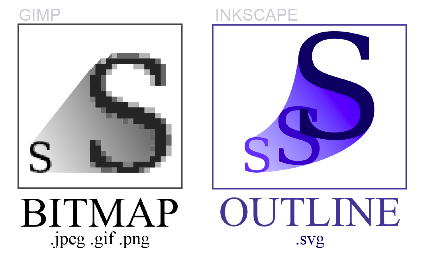 GIMP
S S
BITMAP
.jpeg .gif .png
INKSCAPE
S S S
OUTLINE
.svg